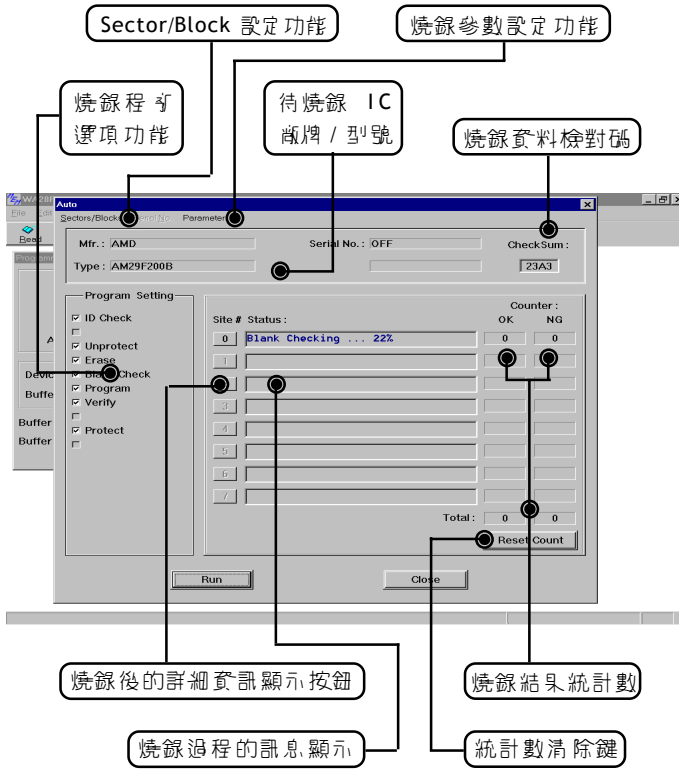 Sector/Block 設定功能
燒錄參數設定功能
燒錄程序
選項功能
待燒錄 IC
廠牌 / 型號
燒錄資料檢對碼
Auto
Sectors/Blocks
Parameter
File
Read
Mfr. : AMD
Serial No. : OFF
CheckSum :
Type : AM29F200B
23A3
Program Setting
ID Check
Unprotect
Erase
Blank Check
Program
Verify
Protect
Counter :
Site # Status : OK NG
0 Blank Checking ... 22% 0 0
1
3
4
5
6
7
Total : 0 0
Reset Count
Run
Close
Buffer
Buffer
燒錄後的詳細資訊顯示按鈕
燒錄結果統計數
燒錄過程的訊息顯示
統計數清除鍵